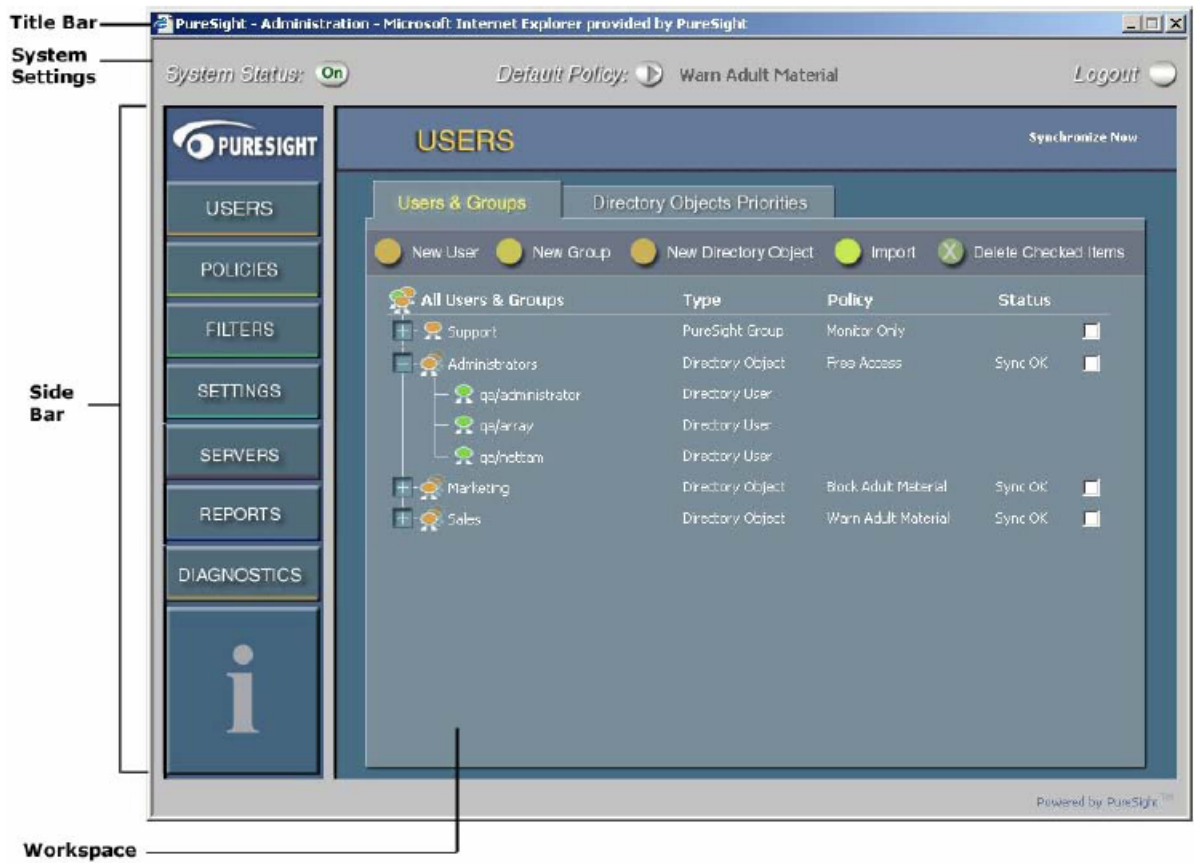 Title Bar
PureSight - Administration - Microsoft Internet Explorer provided by PureSight
System Settings
System Status: On Default Policy: Warn Adult Material Logout
PURESIGHT
USERS Synchronize Now
USERS
POLICIES
FILTERS
SETTINGS
SERVERS
REPORTS
DIAGNOSTICS
i
Side Bar
Users & Groups Directory Objects Priorities
New User New Group New Directory Object Import X Delete Checked Items
All Users & Groups Type Policy Status
Support PureSight Group Monitor Only
Administrators Directory Object Free Access Sync OK
qa/administrator Directory User
qa/array Directory User
qa/nettam Directory User
Marketing Directory Object Block Adult Material Sync OK
Sales Directory Object Warn Adult Material Sync OK
Powered by PureSight™
Workspace